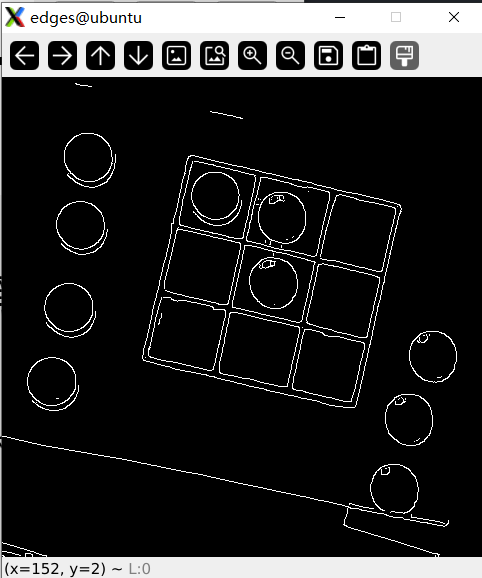 edges@ubuntu
(x=152, y=2) ~ L:0